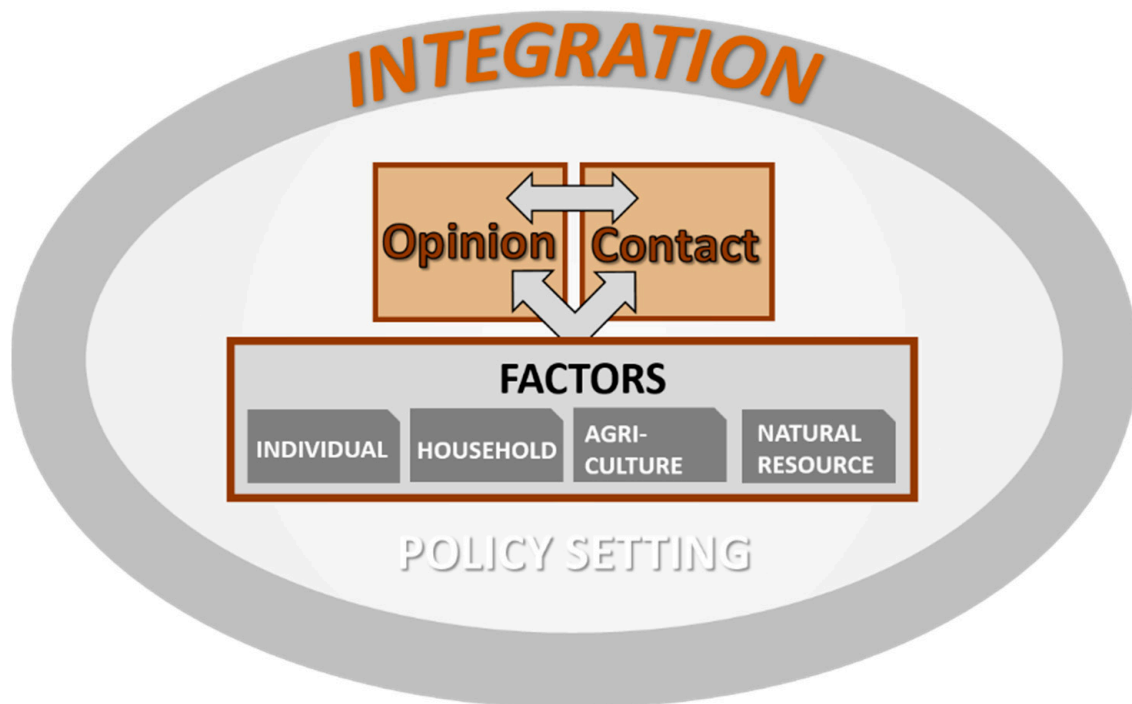 INTEGRATION
Opinion
Contact
FACTORS
INDIVIDUAL
HOUSEHOLD
AGRI-
CULTURE
NATURAL
RESOURCE
POLICY SETTING